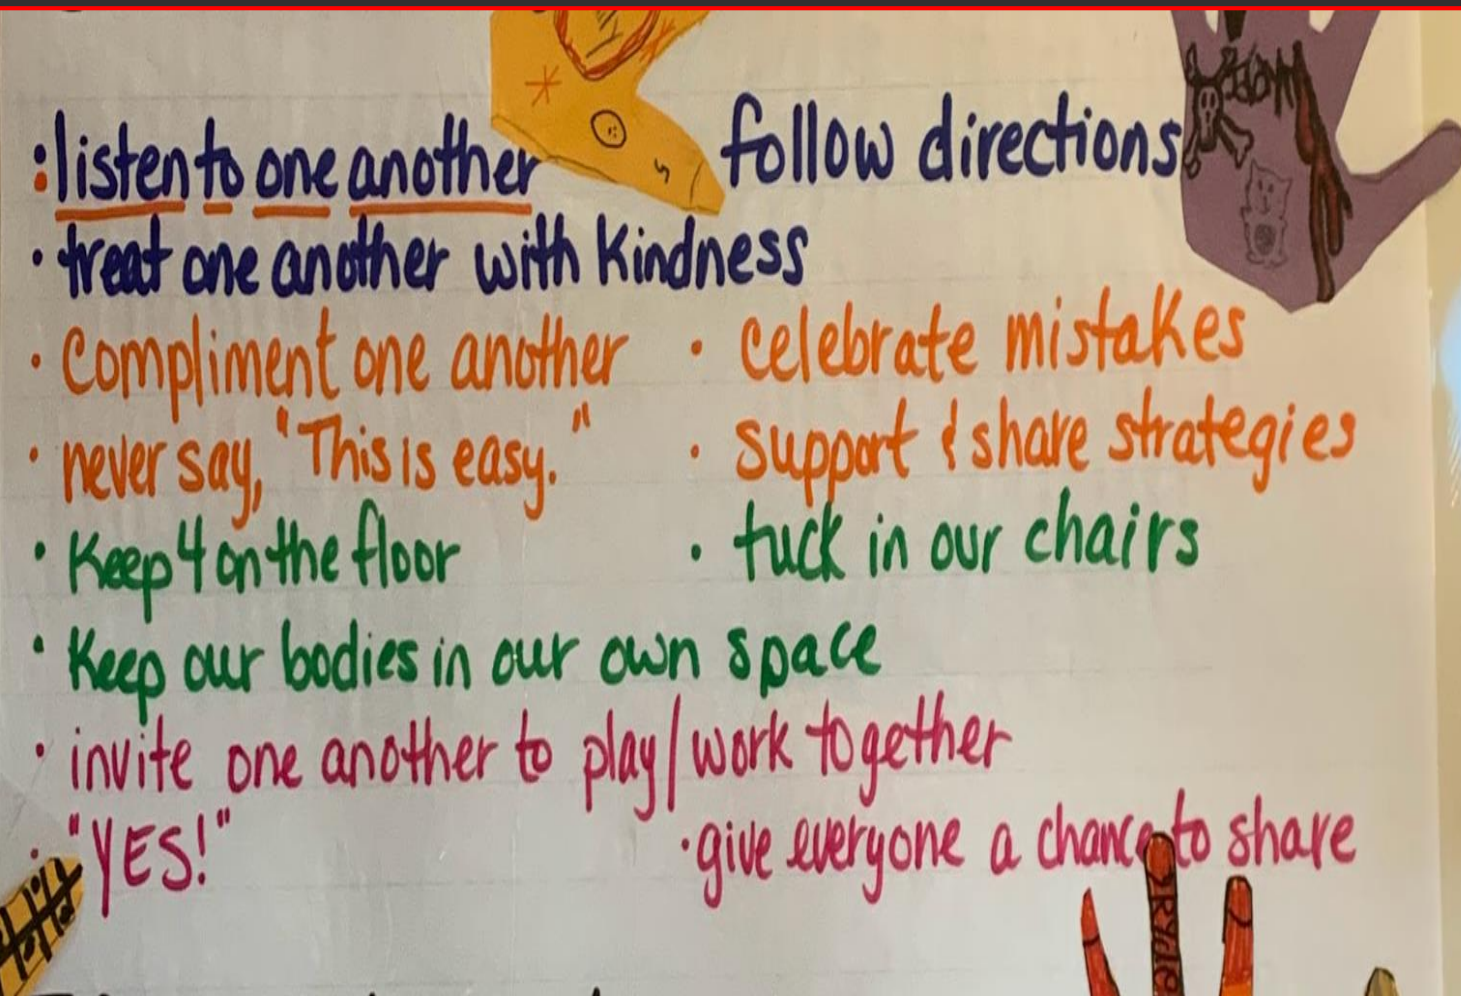 :listen to one another follow directions
· treat one another with kindness
· Compliment one another · celebrate mistakes
· never say, "This is easy." · support & share strategies
· Keep 4 on the floor · tuck in our chairs
· Keep our bodies in our own space
· invite one another to play/work together
· "YES!" · give everyone a chance to share